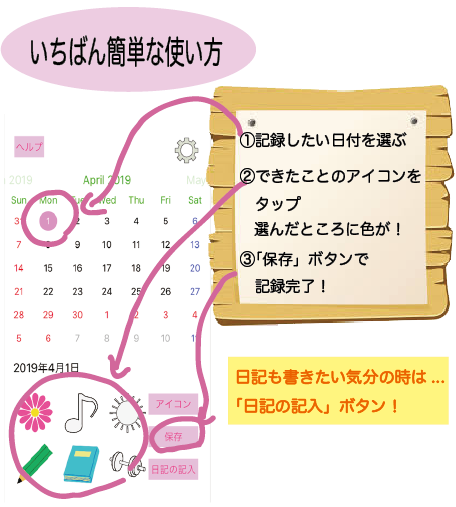 いちばん簡単な使い方
①記録したい日付を選ぶ
②できたことのアイコンを
タップ
選んだところに色が！
③「保存」ボタンで
記録完了！
ヘルプ
2019 April 2019 May
Sun Mon Tue Wed Thu Fri Sat
31 1 2 3 4 5 6
7 8 9 10 11 12 13
14 15 16 17 18 19 20
21 22 23 24 25 26 27
28 29 30 1 2 3 4
5 6 7 8 9 10 11
2019年4月1日
アイコン
保存
日記の記入
日記も書きたい気分の時は ...
「日記の記入」ボタン！